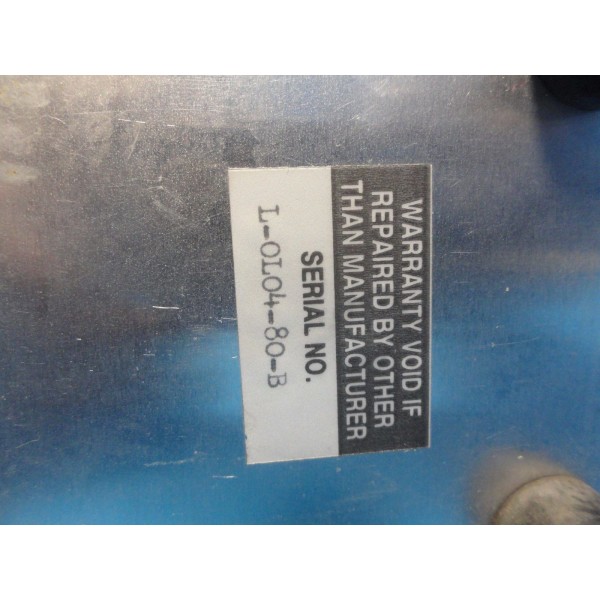 WARRANTY VOID IF
REPAIRED BY OTHER
THAN MANUFACTURER
SERIAL NO.
L-OL04-80-B